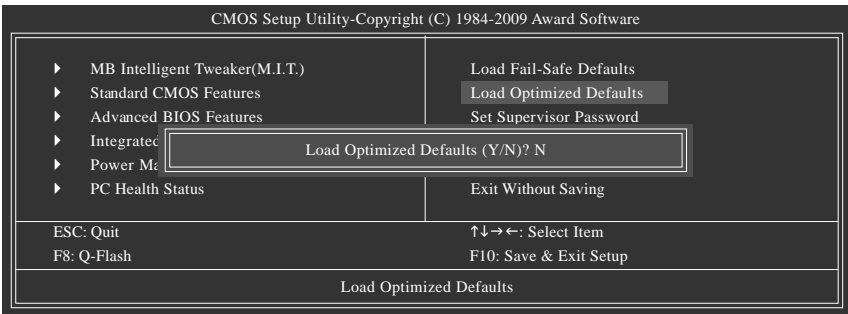 CMOS Setup Utility-Copyright (C) 1984-2009 Award Software
MB Intelligent Tweaker(M.I.T.)
Standard CMOS Features
Advanced BIOS Features
Integrated
PC Health Status
Load Fail-Safe Defaults
Load Optimized Defaults
Set Supervisor Password
Exit Without Saving
Load Optimized Defaults (Y/N)? N
ESC: Quit
F8: Q-Flash
↑↓→←: Select Item
F10: Save & Exit Setup
Load Optimized Defaults